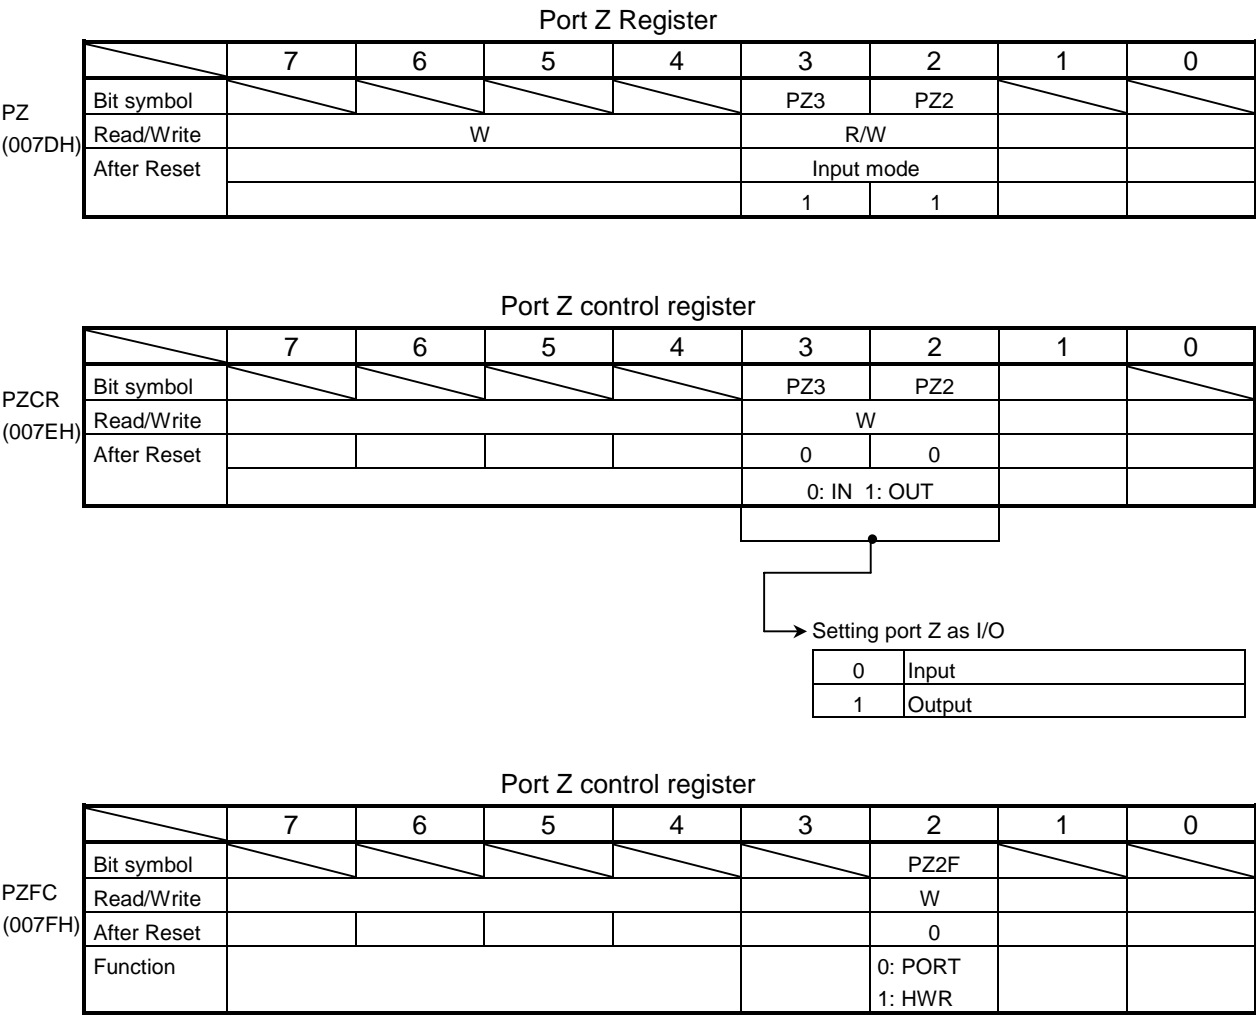 Port Z Register
7 6 5 4 3 2 1 0
PZ
(007DH)
Bit symbol PZ3 PZ2
Read/Write W R/W
After Reset Input mode
1 1
Port Z control register
7 6 5 4 3 2 1 0
PZCR
(007EH)
Bit symbol PZ3 PZ2
Read/Write W
After Reset 0 0
0: IN 1: OUT
Setting port Z as I/O
0 Input
1 Output
Port Z control register
7 6 5 4 3 2 1 0
PZFC
(007FH)
Bit symbol PZ2F
Read/Write W
After Reset 0
Function 0: PORT
1: HWR